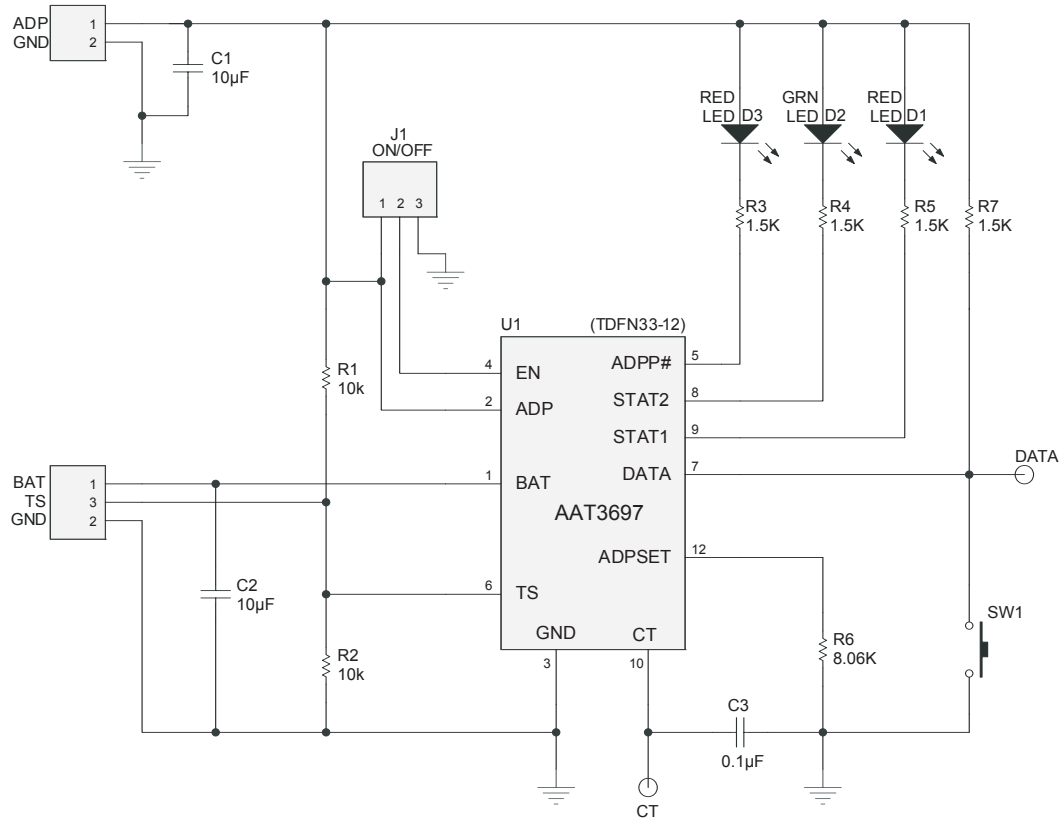 ADP 1
GND 2
C1
10µF
J1
ON/OFF
1 2 3
RED
LED D3
GRN
LED D2
RED
LED D1
R3
1.5K
R4
1.5K
R5
1.5K
R7
1.5K
U1 (TDFN33-12)
R1
10k
4 EN
2 ADP
1 BAT
6 TS
GND
3
CT
10
AAT3697
ADPP# 5
STAT2 8
STAT1 9
DATA 7
ADPSET 12
DATA
BAT 1
TS 3
GND 2
C2
10µF
R2
10k
R6
8.06K
SW1
C3
0.1µF
CT